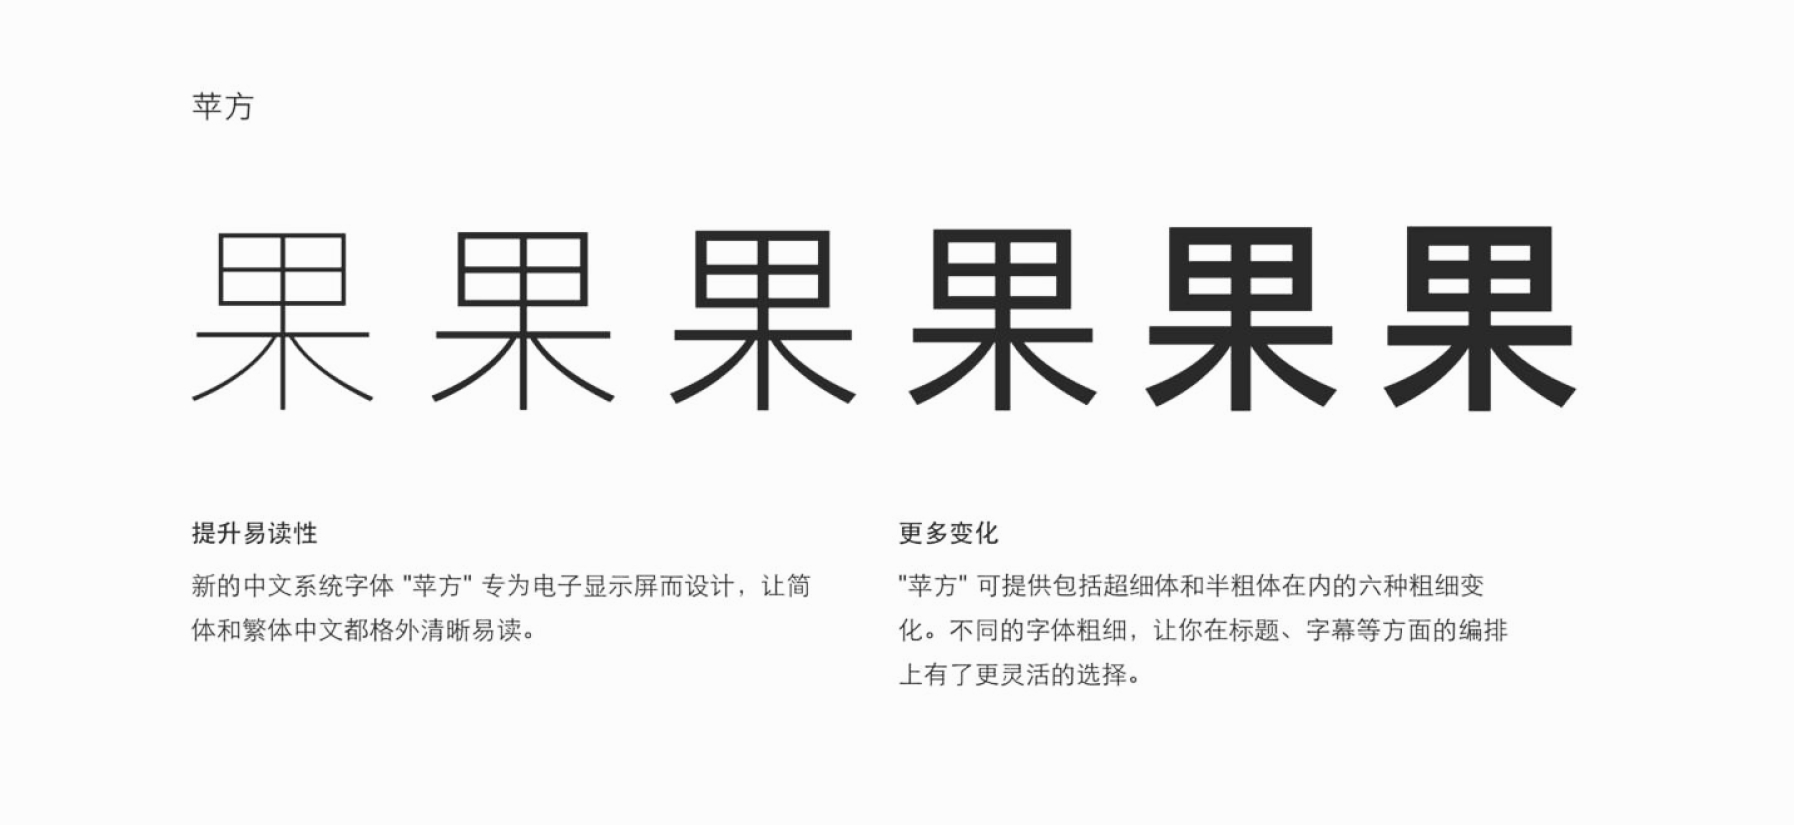 苹方
果 果 果 果 果 果
提升易读性
新的中文系统字体 "苹方" 专为电子显示屏而设计，让简
体和繁体中文都格外清晰易读。
更多变化
"苹方" 可提供包括超细体和半粗体在内的六种粗细变
化。不同的字体粗细，让你在标题、字幕等方面的编排
上有了更灵活的选择。